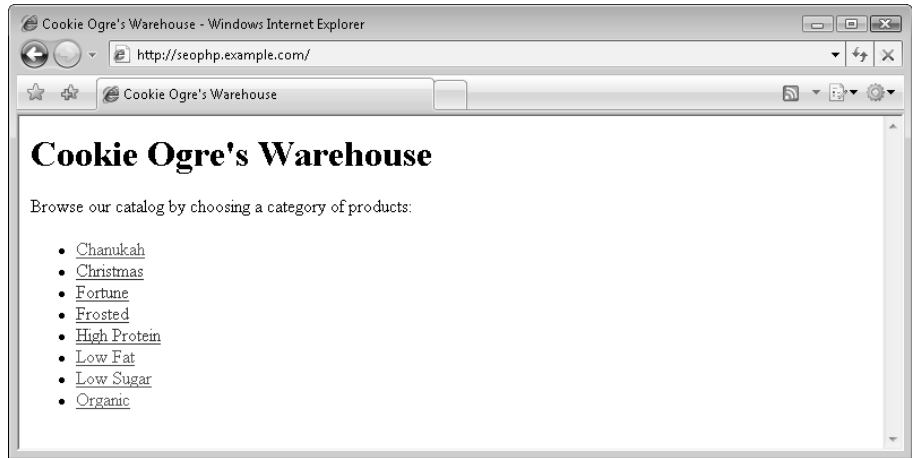 Cookie Ogre's Warehouse - Windows Internet Explorer
http://seophp.example.com/
Cookie Ogre's Warehouse
Cookie Ogre's Warehouse
Browse our catalog by choosing a category of products:
Chanukah
Christmas
Fortune
Frosted
High Protein
Low Fat
Low Sugar
Organic